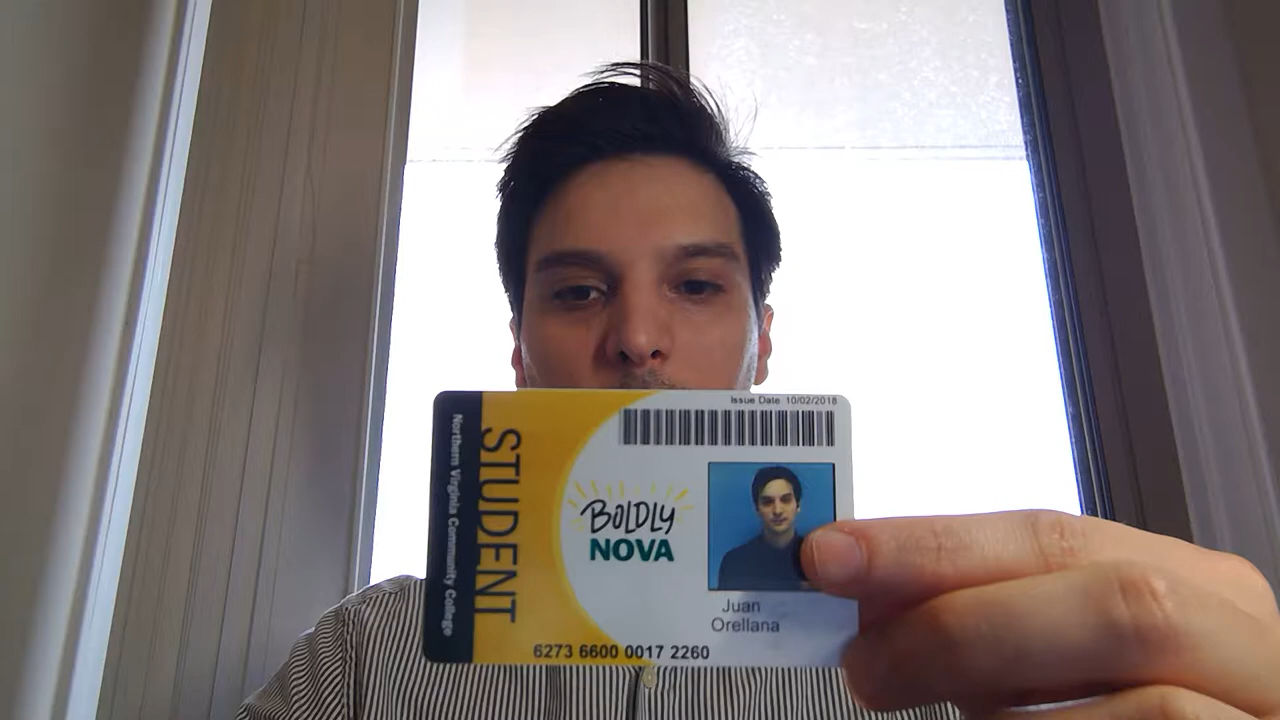 Issue Date 10/02/2018
Northern Virginia Community College
STUDENT
BOLDLY
NOVA
Juan
Orellana
6273 6600 0017 2260